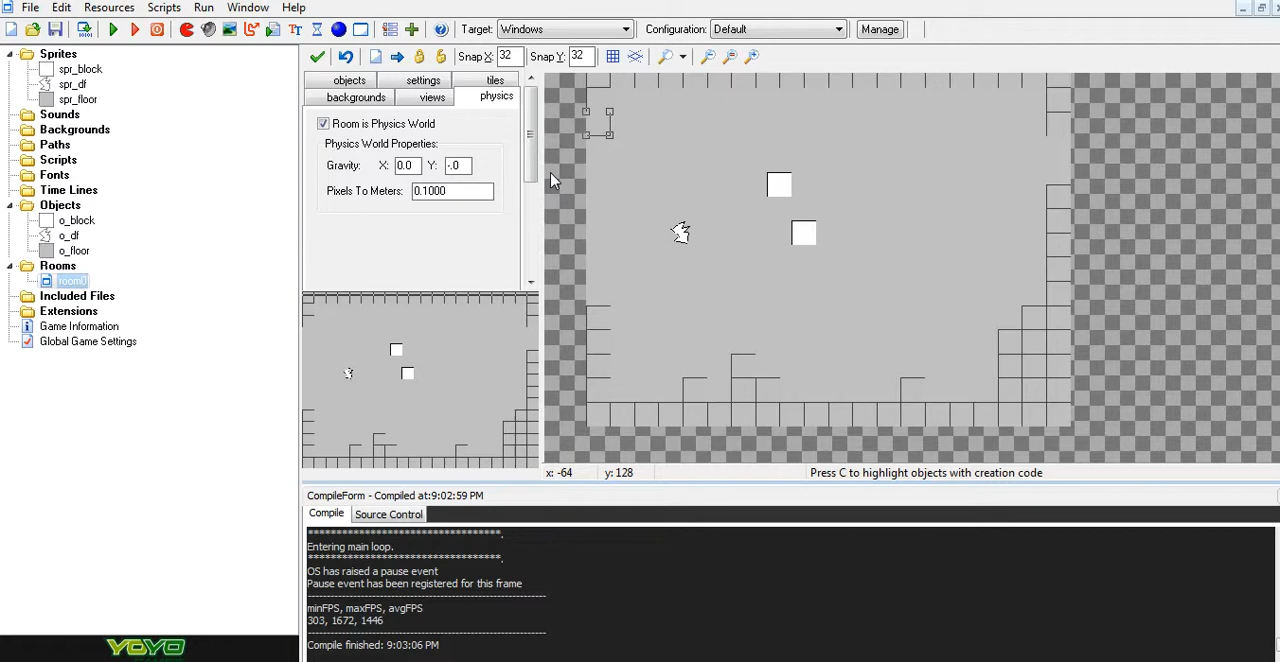 File Edit Resources Scripts Run Window Help
Target: Windows Configuration: Default Manage
Sprites
spr_block
spr_df
spr_floor
Sounds
Backgrounds
Paths
Scripts
Fonts
Time Lines
Objects
o_block
o_df
o_floor
Rooms
room0
Included Files
Extensions
Game Information
Global Game Settings
YOYO
Snap X: 32 Snap Y: 32
objects settings tiles
backgrounds views physics
Room is Physics World
Physics World Properties:
Gravity: X: 0.0 Y: -.0
Pixels To Meters: 0.1000
x: -64 y: 128 Press C to highlight objects with creation code
CompileForm - Compiled at:9:02:59 PM
Compile Source Control
***********************************.
Entering main loop.
***********************************.
OS has raised a pause event
Pause event has been registered for this frame
minFPS, maxFPS, avgFPS
303, 1672, 1446
Compile finished: 9:03:06 PM